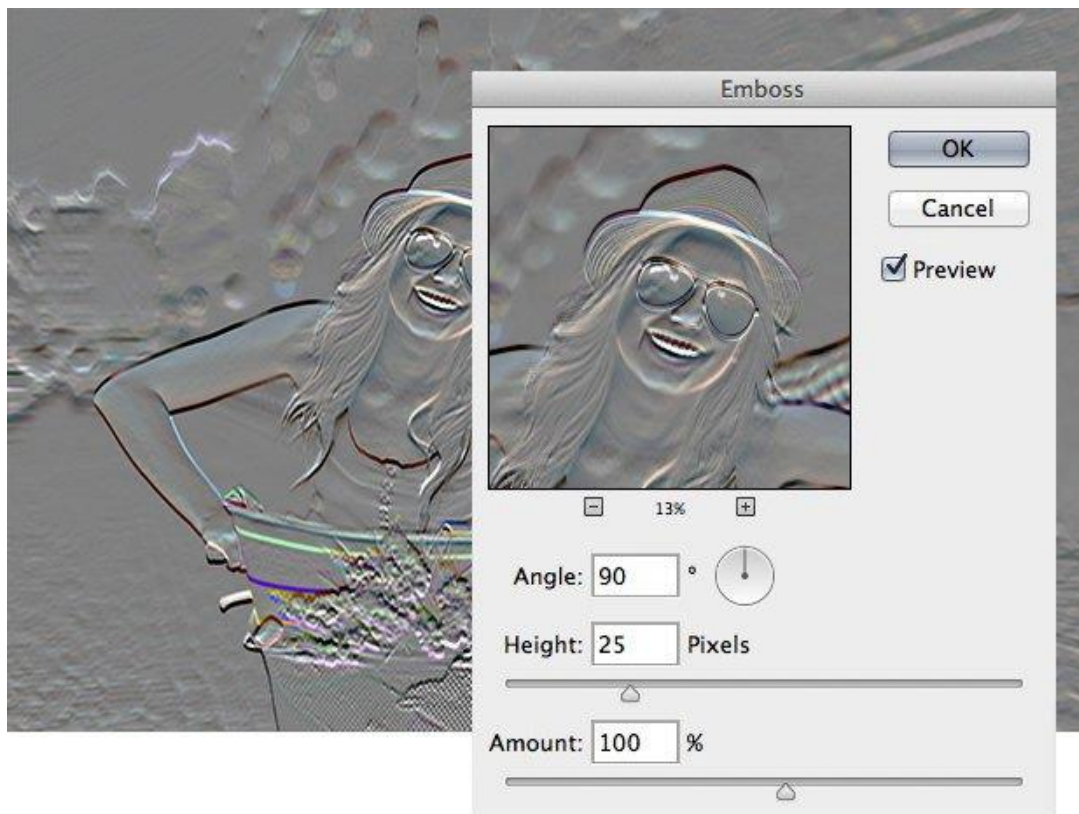 Emboss
OK
Cancel
Preview
13%
Angle: 90 °
Height: 25 Pixels
Amount: 100 %